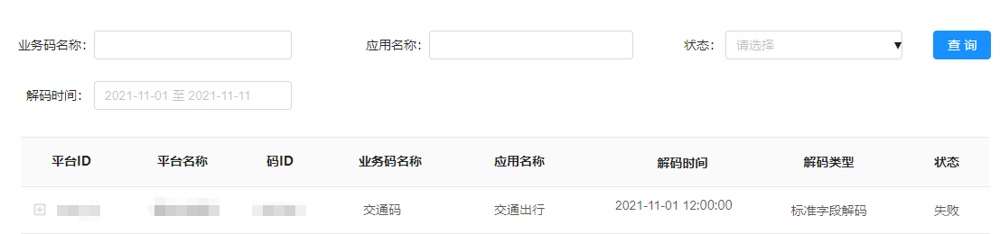 业务码名称： 应用名称： 状态： 请选择 查 询
解码时间： 2021-11-01 至 2021-11-11
平台ID 平台名称 码ID 业务码名称 应用名称 解码时间 解码类型 状态
交通码 交通出行 2021-11-01 12:00:00 标准字段解码 失败